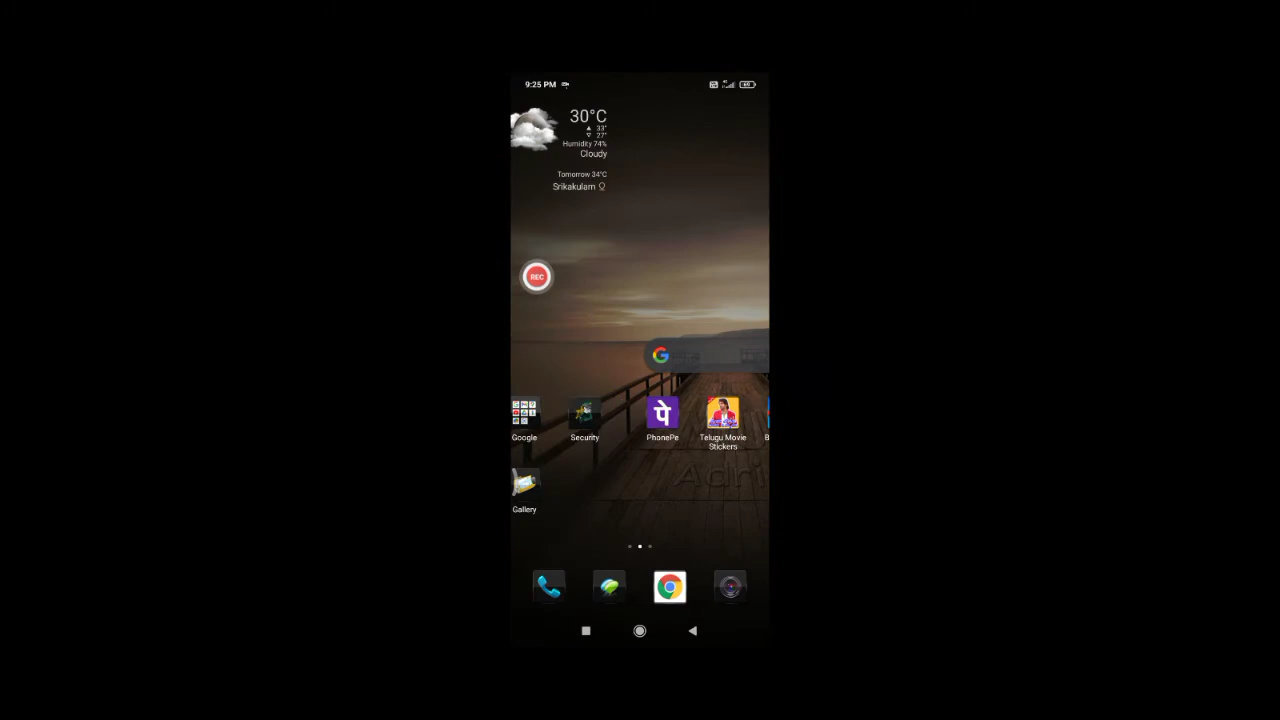 9:25 PM
30°C
33°
27°
Humidity 74%
Cloudy
Tomorrow 34°C
Srikakulam
REC
G
पे
Google
Security
PhonePe
Telugu Movie
Stickers
B
Adri
Gallery